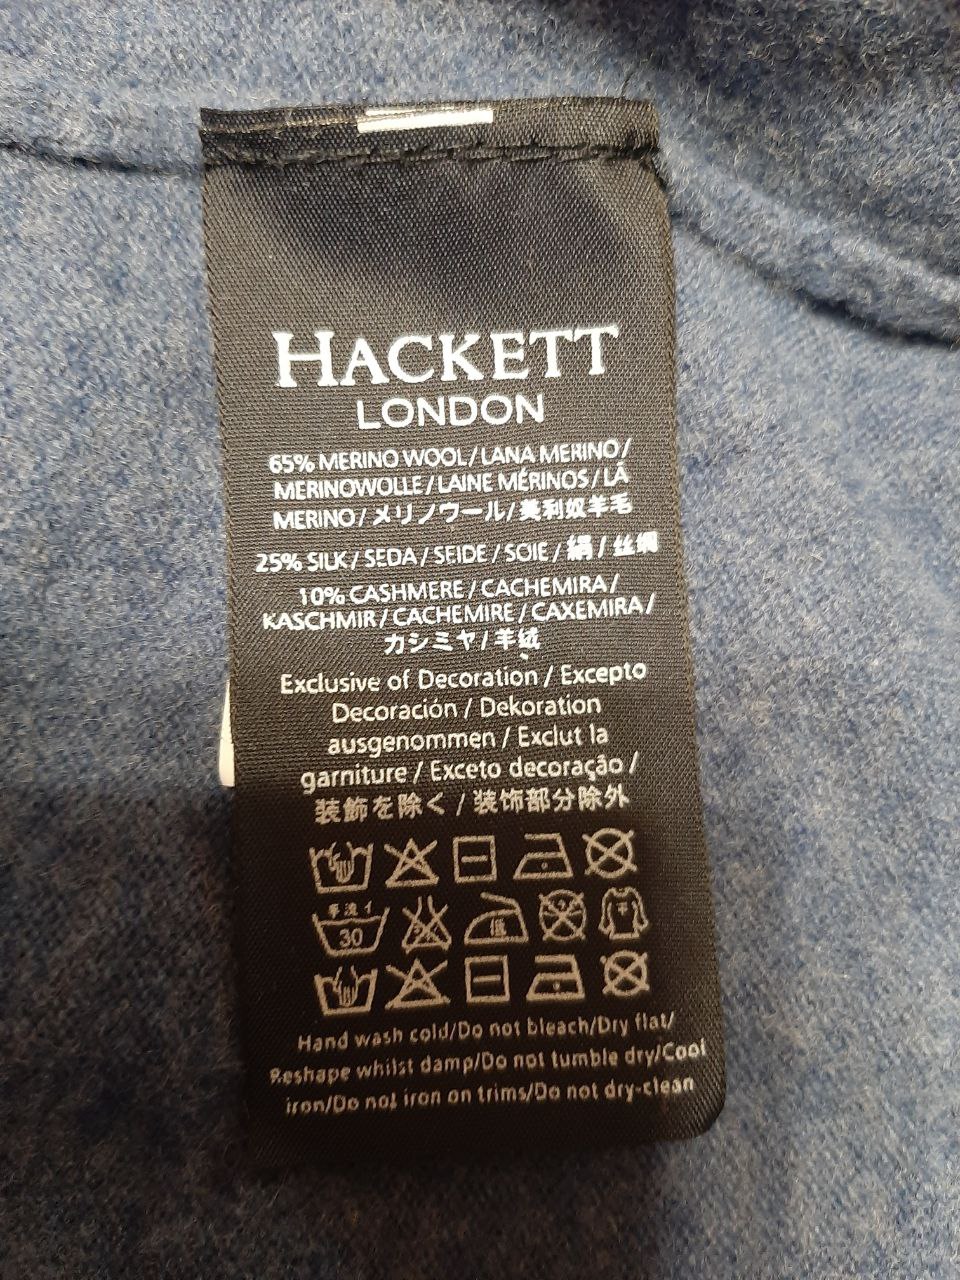 HACKETT
LONDON
65% MERINO WOOL / LANA MERINO /
MERINOWOLLE / LAINE MÉRINOS / LÃ
MERINO / メリノウール / 美利奴羊毛
25% SILK / SEDA / SEIDE / SOIE / 絹 / 丝绸
10% CASHMERE / CACHEMIRA /
KASCHMIR / CACHEMIRE / CAXEMIRA /
カシミヤ / 羊绒
Exclusive of Decoration / Excepto
Decoración / Dekoration
ausgenommen / Exclut la
garniture / Exceto decoração /
装飾を除く / 装饰部分除外
手洗イ
30
低
Hand wash cold/Do not bleach/Dry flat/
Reshape whilst damp/Do not tumble dry/Cool
iron/Do not iron on trims/Do not dry-clean